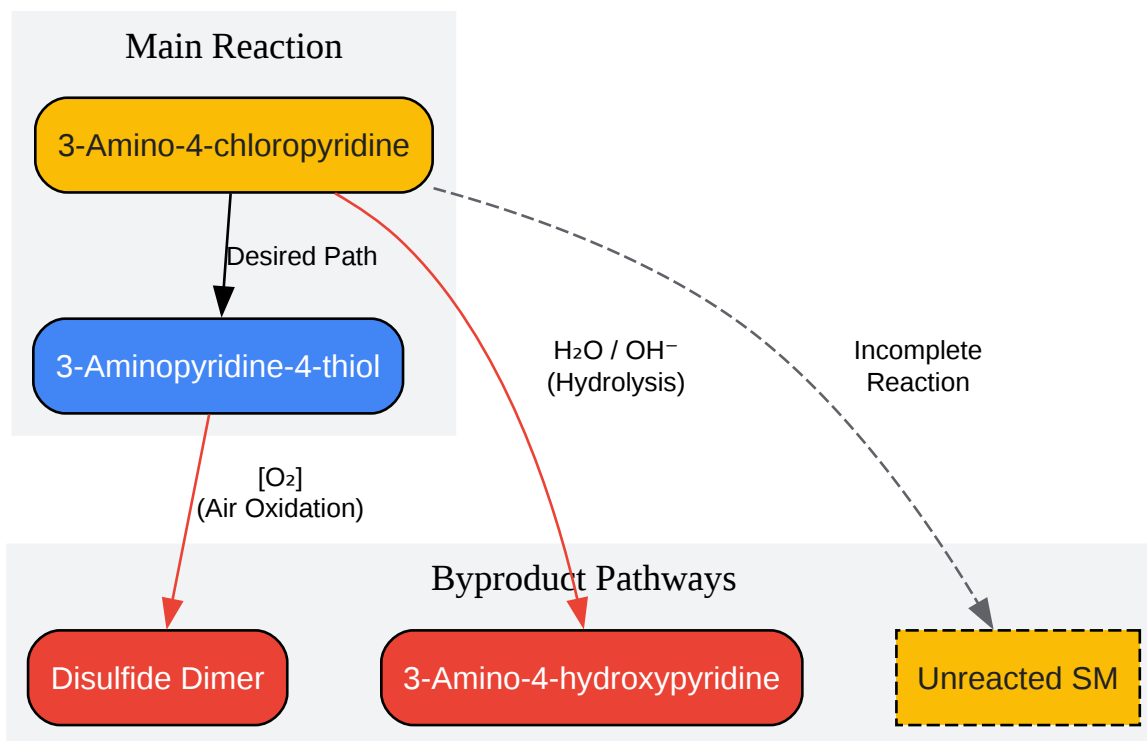 Main Reaction
3-Amino-4-chloropyridine
Desired Path
3-Aminopyridine-4-thiol
H₂O / OH⁻
(Hydrolysis)
Incomplete
Reaction
[O₂]
(Air Oxidation)
Byproduct Pathways
Disulfide Dimer
3-Amino-4-hydroxypyridine
Unreacted SM